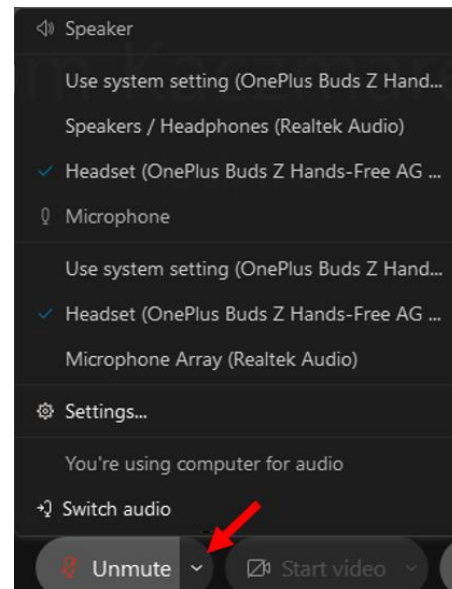 Speaker
Use system setting (OnePlus Buds Z Hand...
Speakers / Headphones (Realtek Audio)
Headset (OnePlus Buds Z Hands-Free AG ...
Microphone
Use system setting (OnePlus Buds Z Hand...
Headset (OnePlus Buds Z Hands-Free AG ...
Microphone Array (Realtek Audio)
Settings...
You're using computer for audio
Switch audio
Unmute Start video